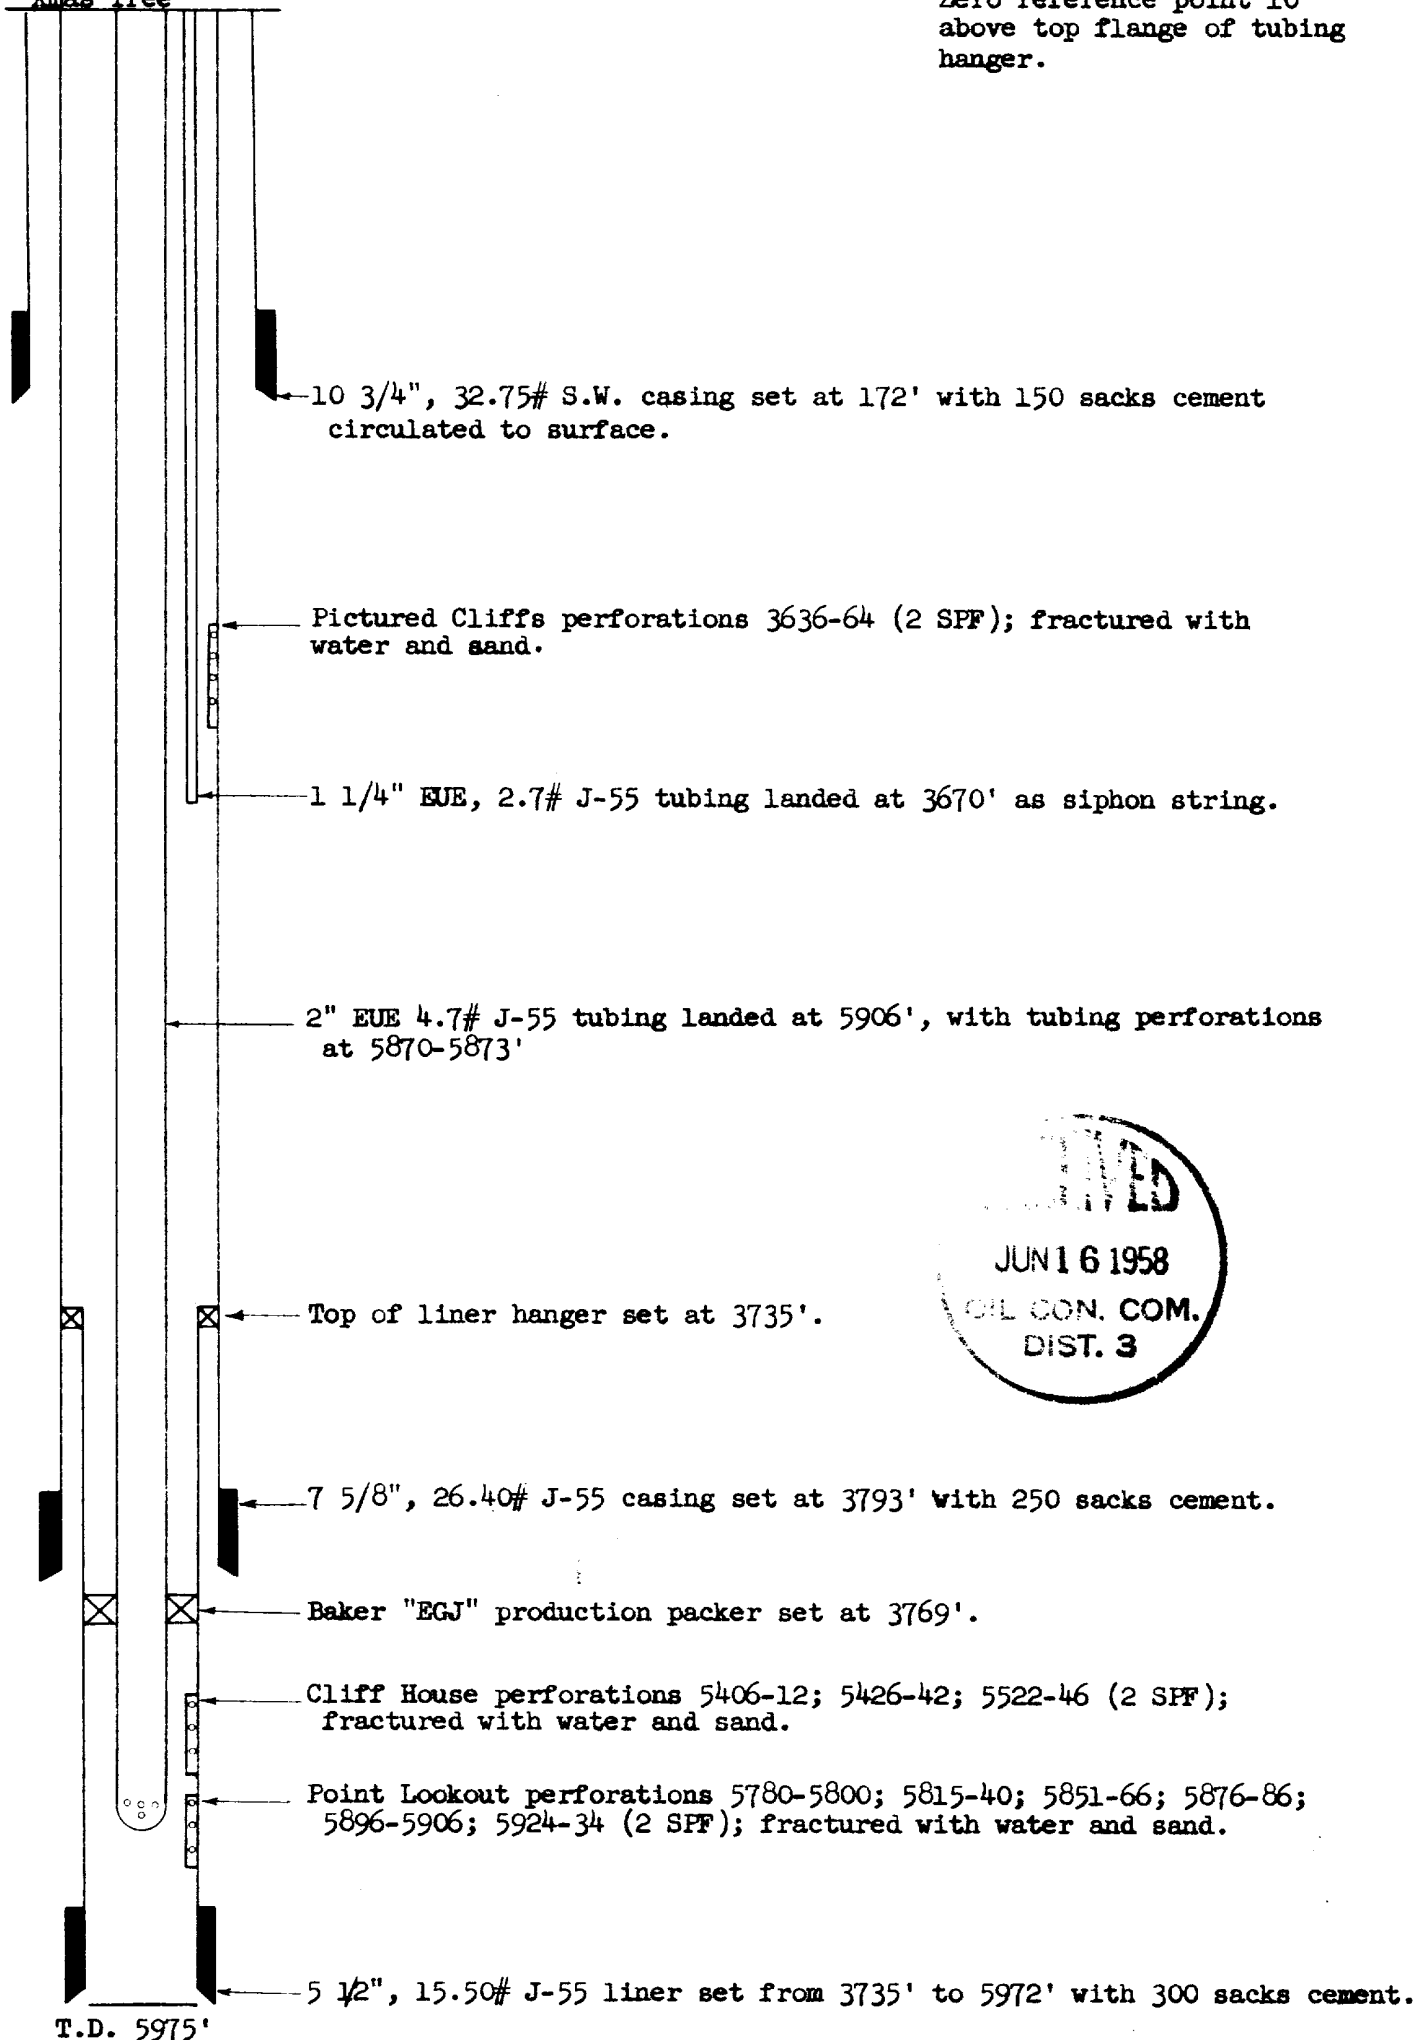 Xmas Tree
Zero reference point 10'
above top flange of tubing
hanger.
10 3/4", 32.75# S.W. casing set at 172' with 150 sacks cement
circulated to surface.
Pictured Cliffs perforations 3636-64 (2 SPF); fractured with
water and sand.
1 1/4" EUE, 2.7# J-55 tubing landed at 3670' as siphon string.
2" EUE 4.7# J-55 tubing landed at 5906', with tubing perforations
at 5870-5873'
JUN 16 1958
OIL CON. COM.
DIST. 3
Top of liner hanger set at 3735'.
7 5/8", 26.40# J-55 casing set at 3793' with 250 sacks cement.
Baker "EGJ" production packer set at 3769'.
Cliff House perforations 5406-12; 5426-42; 5522-46 (2 SPF);
fractured with water and sand.
Point Lookout perforations 5780-5800; 5815-40; 5851-66; 5876-86;
5896-5906; 5924-34 (2 SPF); fractured with water and sand.
5 1/2", 15.50# J-55 liner set from 3735' to 5972' with 300 sacks cement.
T.D. 5975'